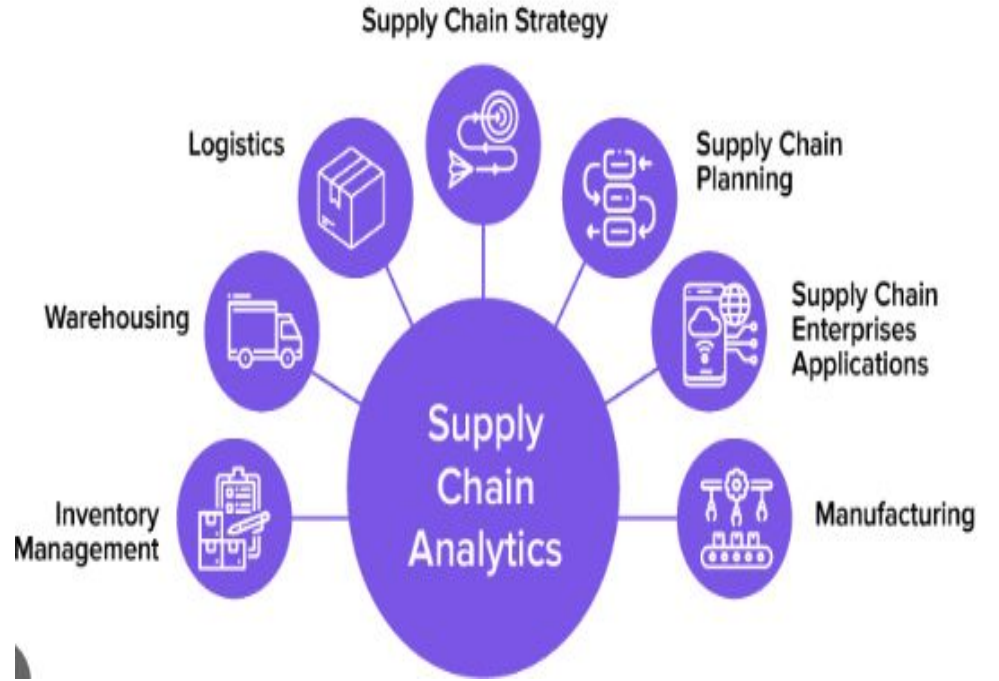 Supply Chain Strategy
Logistics
Supply Chain
Planning
Warehousing
Supply Chain
Enterprises
Applications
Supply
Chain
Analytics
Inventory
Management
Manufacturing